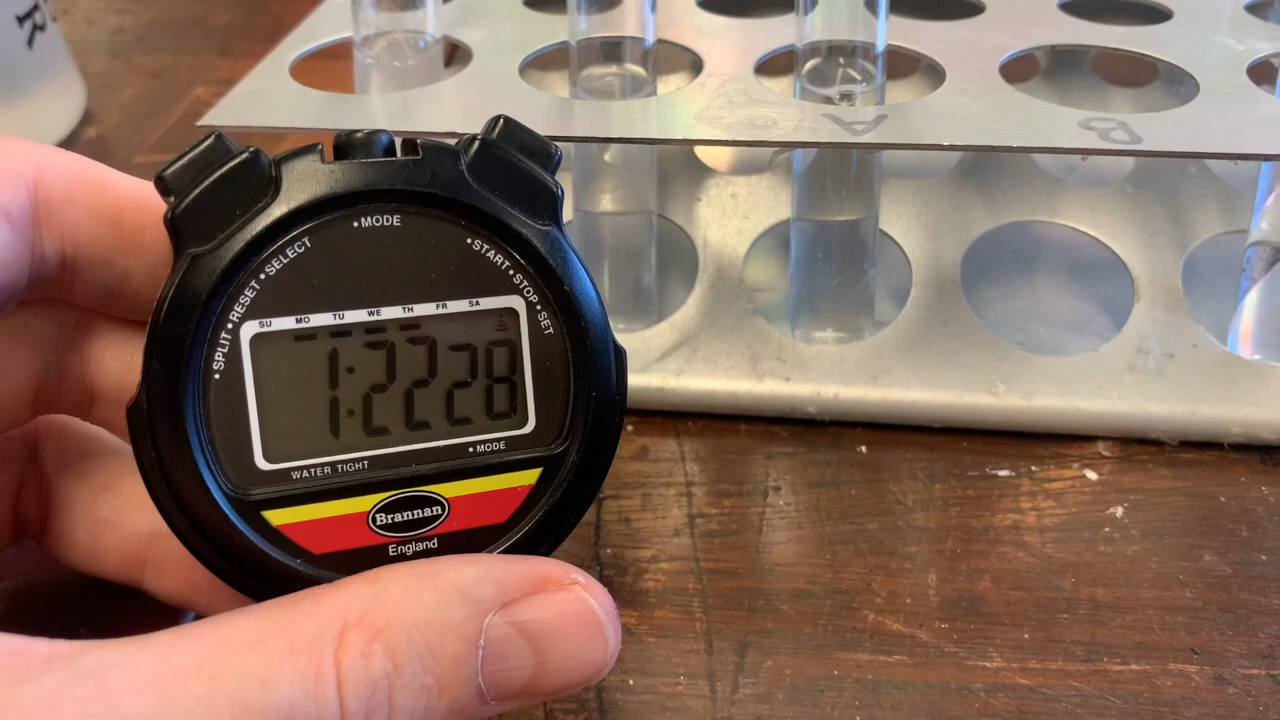 R
A
B
• MODE
• SPLIT • RESET • SELECT
• START • STOP • SET
SU MO TU WE TH FR SA
1:22 28
• MODE
WATER TIGHT
Brannan
England